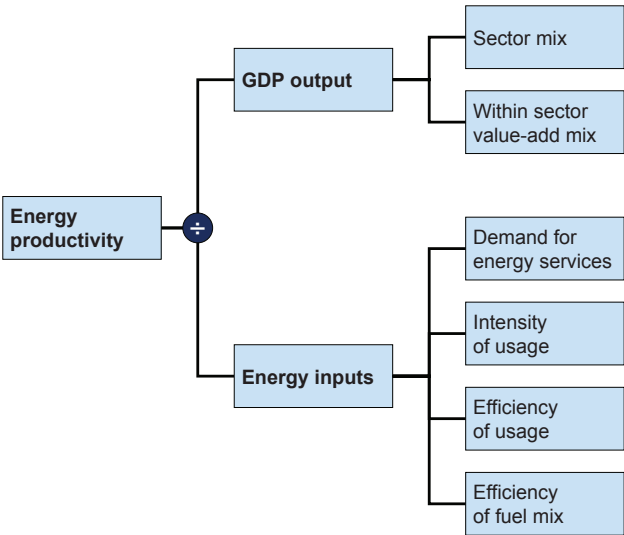 Sector mix
GDP output
Within sector
value-add mix
Energy
productivity
÷
Demand for
energy services
Intensity
of usage
Energy inputs
Efficiency
of usage
Efficiency
of fuel mix